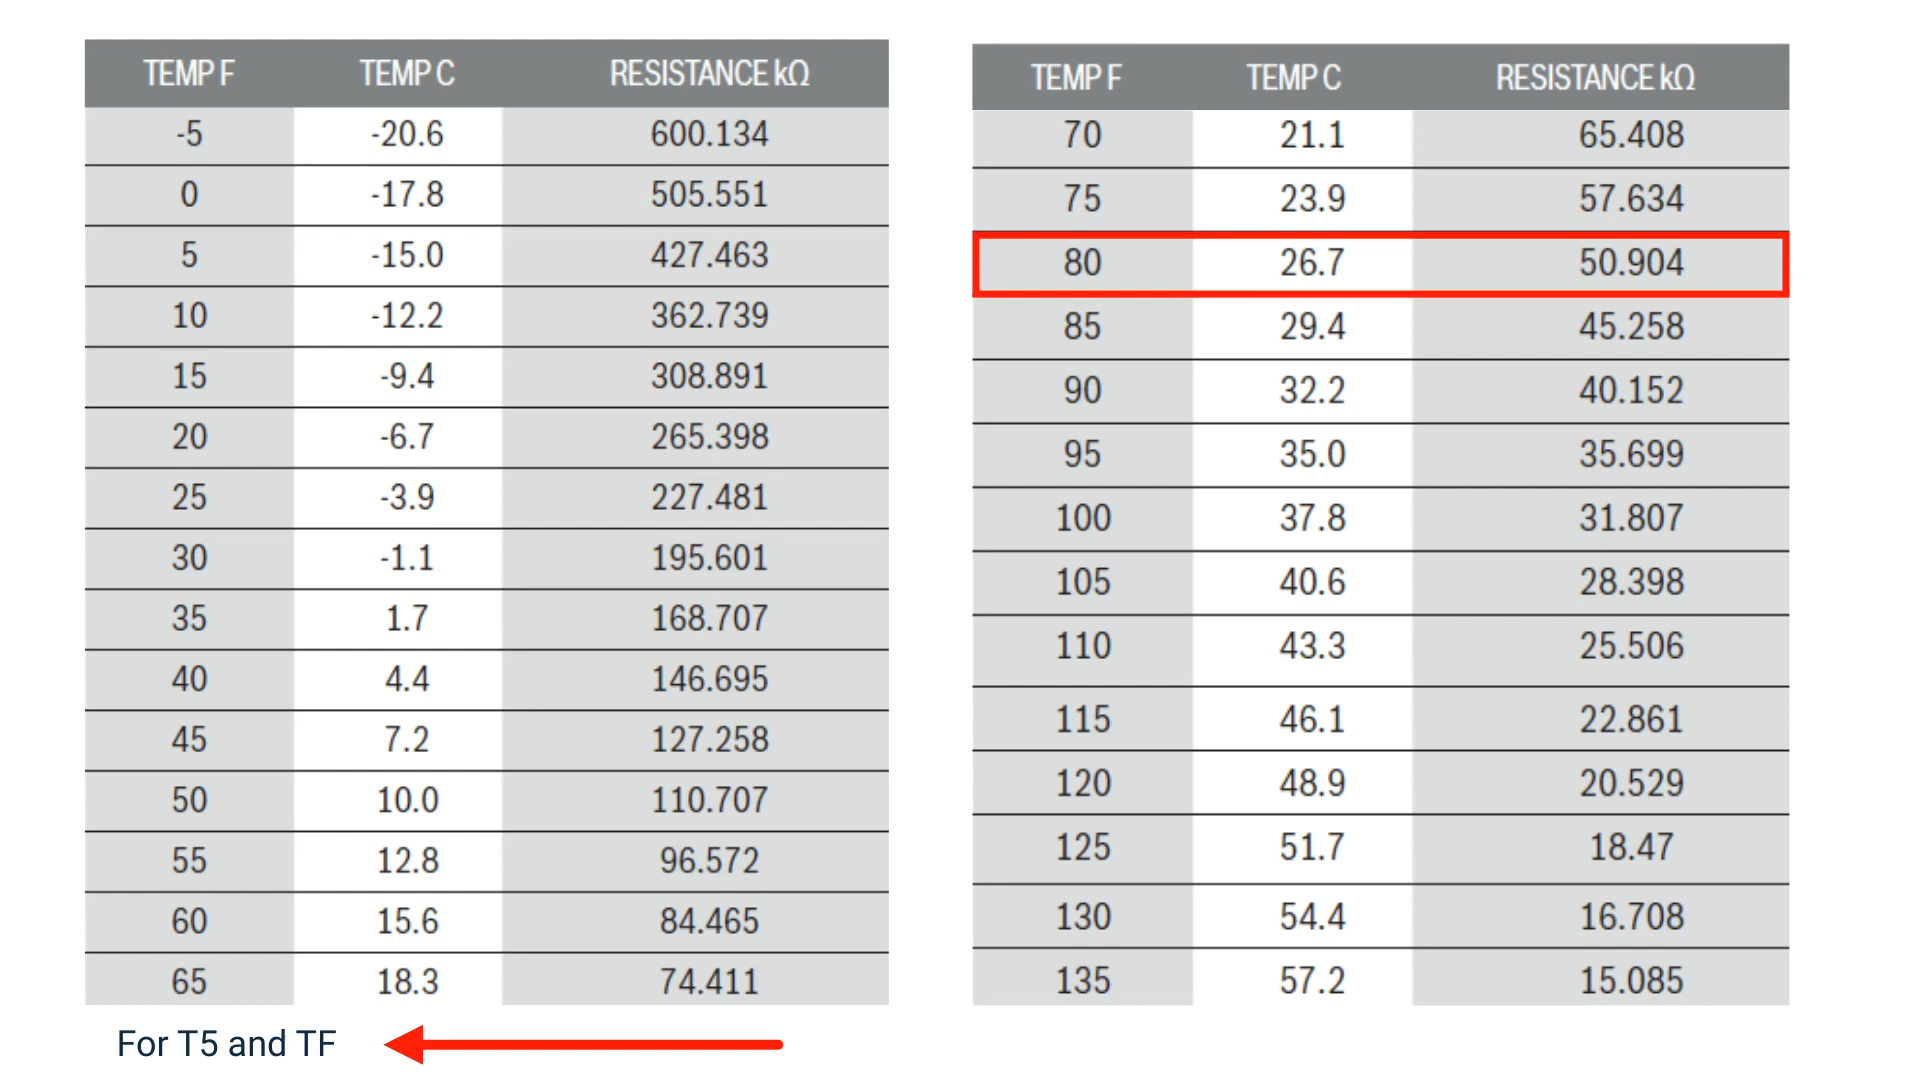 TEMP F TEMP C RESISTANCE kΩ
-5 -20.6 600.134
0 -17.8 505.551
5 -15.0 427.463
10 -12.2 362.739
15 -9.4 308.891
20 -6.7 265.398
25 -3.9 227.481
30 -1.1 195.601
35 1.7 168.707
40 4.4 146.695
45 7.2 127.258
50 10.0 110.707
55 12.8 96.572
60 15.6 84.465
65 18.3 74.411
For T5 and TF
TEMP F TEMP C RESISTANCE kΩ
70 21.1 65.408
75 23.9 57.634
80 26.7 50.904
85 29.4 45.258
90 32.2 40.152
95 35.0 35.699
100 37.8 31.807
105 40.6 28.398
110 43.3 25.506
115 46.1 22.861
120 48.9 20.529
125 51.7 18.47
130 54.4 16.708
135 57.2 15.085